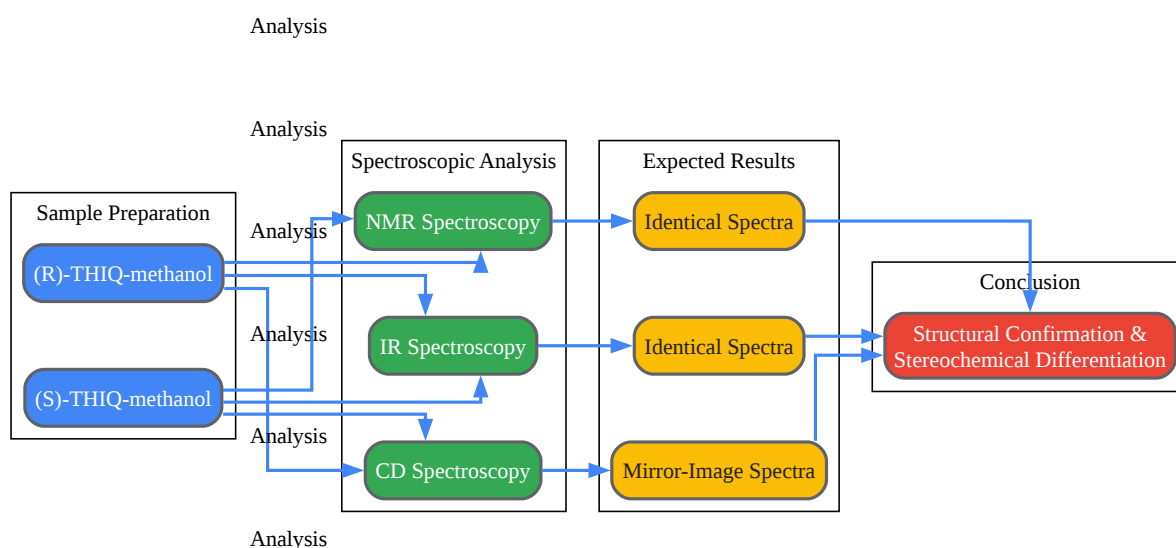 Analysis
Analysis
Spectroscopic Analysis
Expected Results
Sample Preparation
NMR Spectroscopy
Identical Spectra
Analysis
(R)-THIQ-methanol
Conclusion
Analysis
IR Spectroscopy
Identical Spectra
Structural Confirmation &
Stereochemical Differentiation
(S)-THIQ-methanol
Analysis
CD Spectroscopy
Mirror-Image Spectra
Analysis